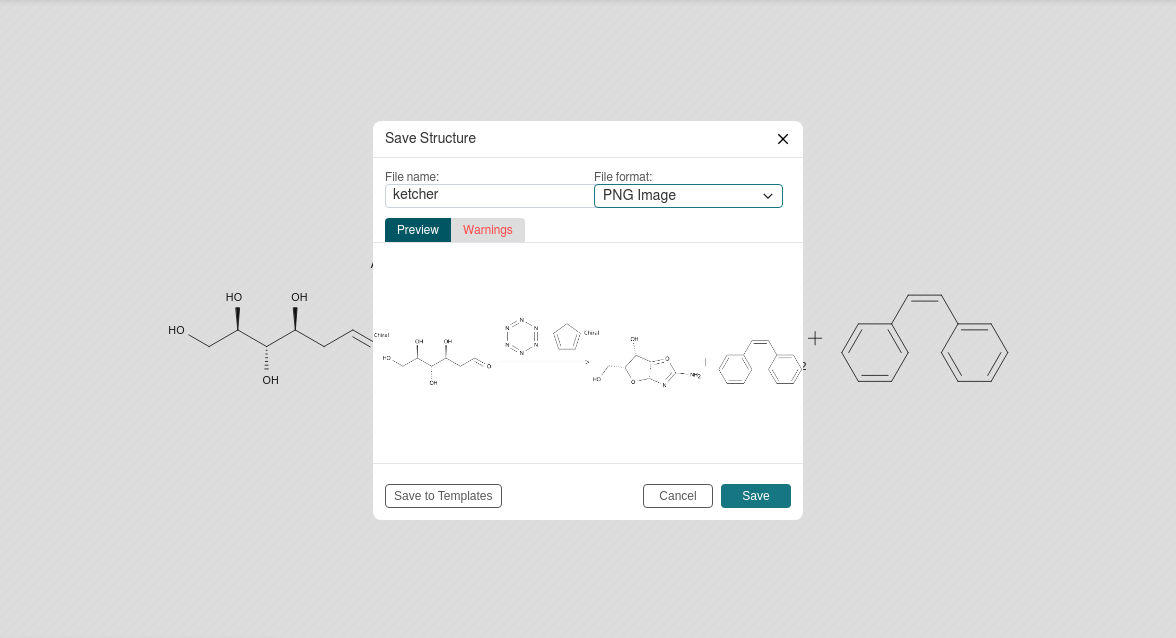 Save Structure
File name:
File format:
ketcher
PNG Image
Preview
Warnings
HO
OH
HO
OH
Chiral
OH
OH
HO
O
OH
N
N
N
N
N
N
Chiral
>
OH
HO
O
O
N
NH2
+
2
+
Save to Templates
Cancel
Save